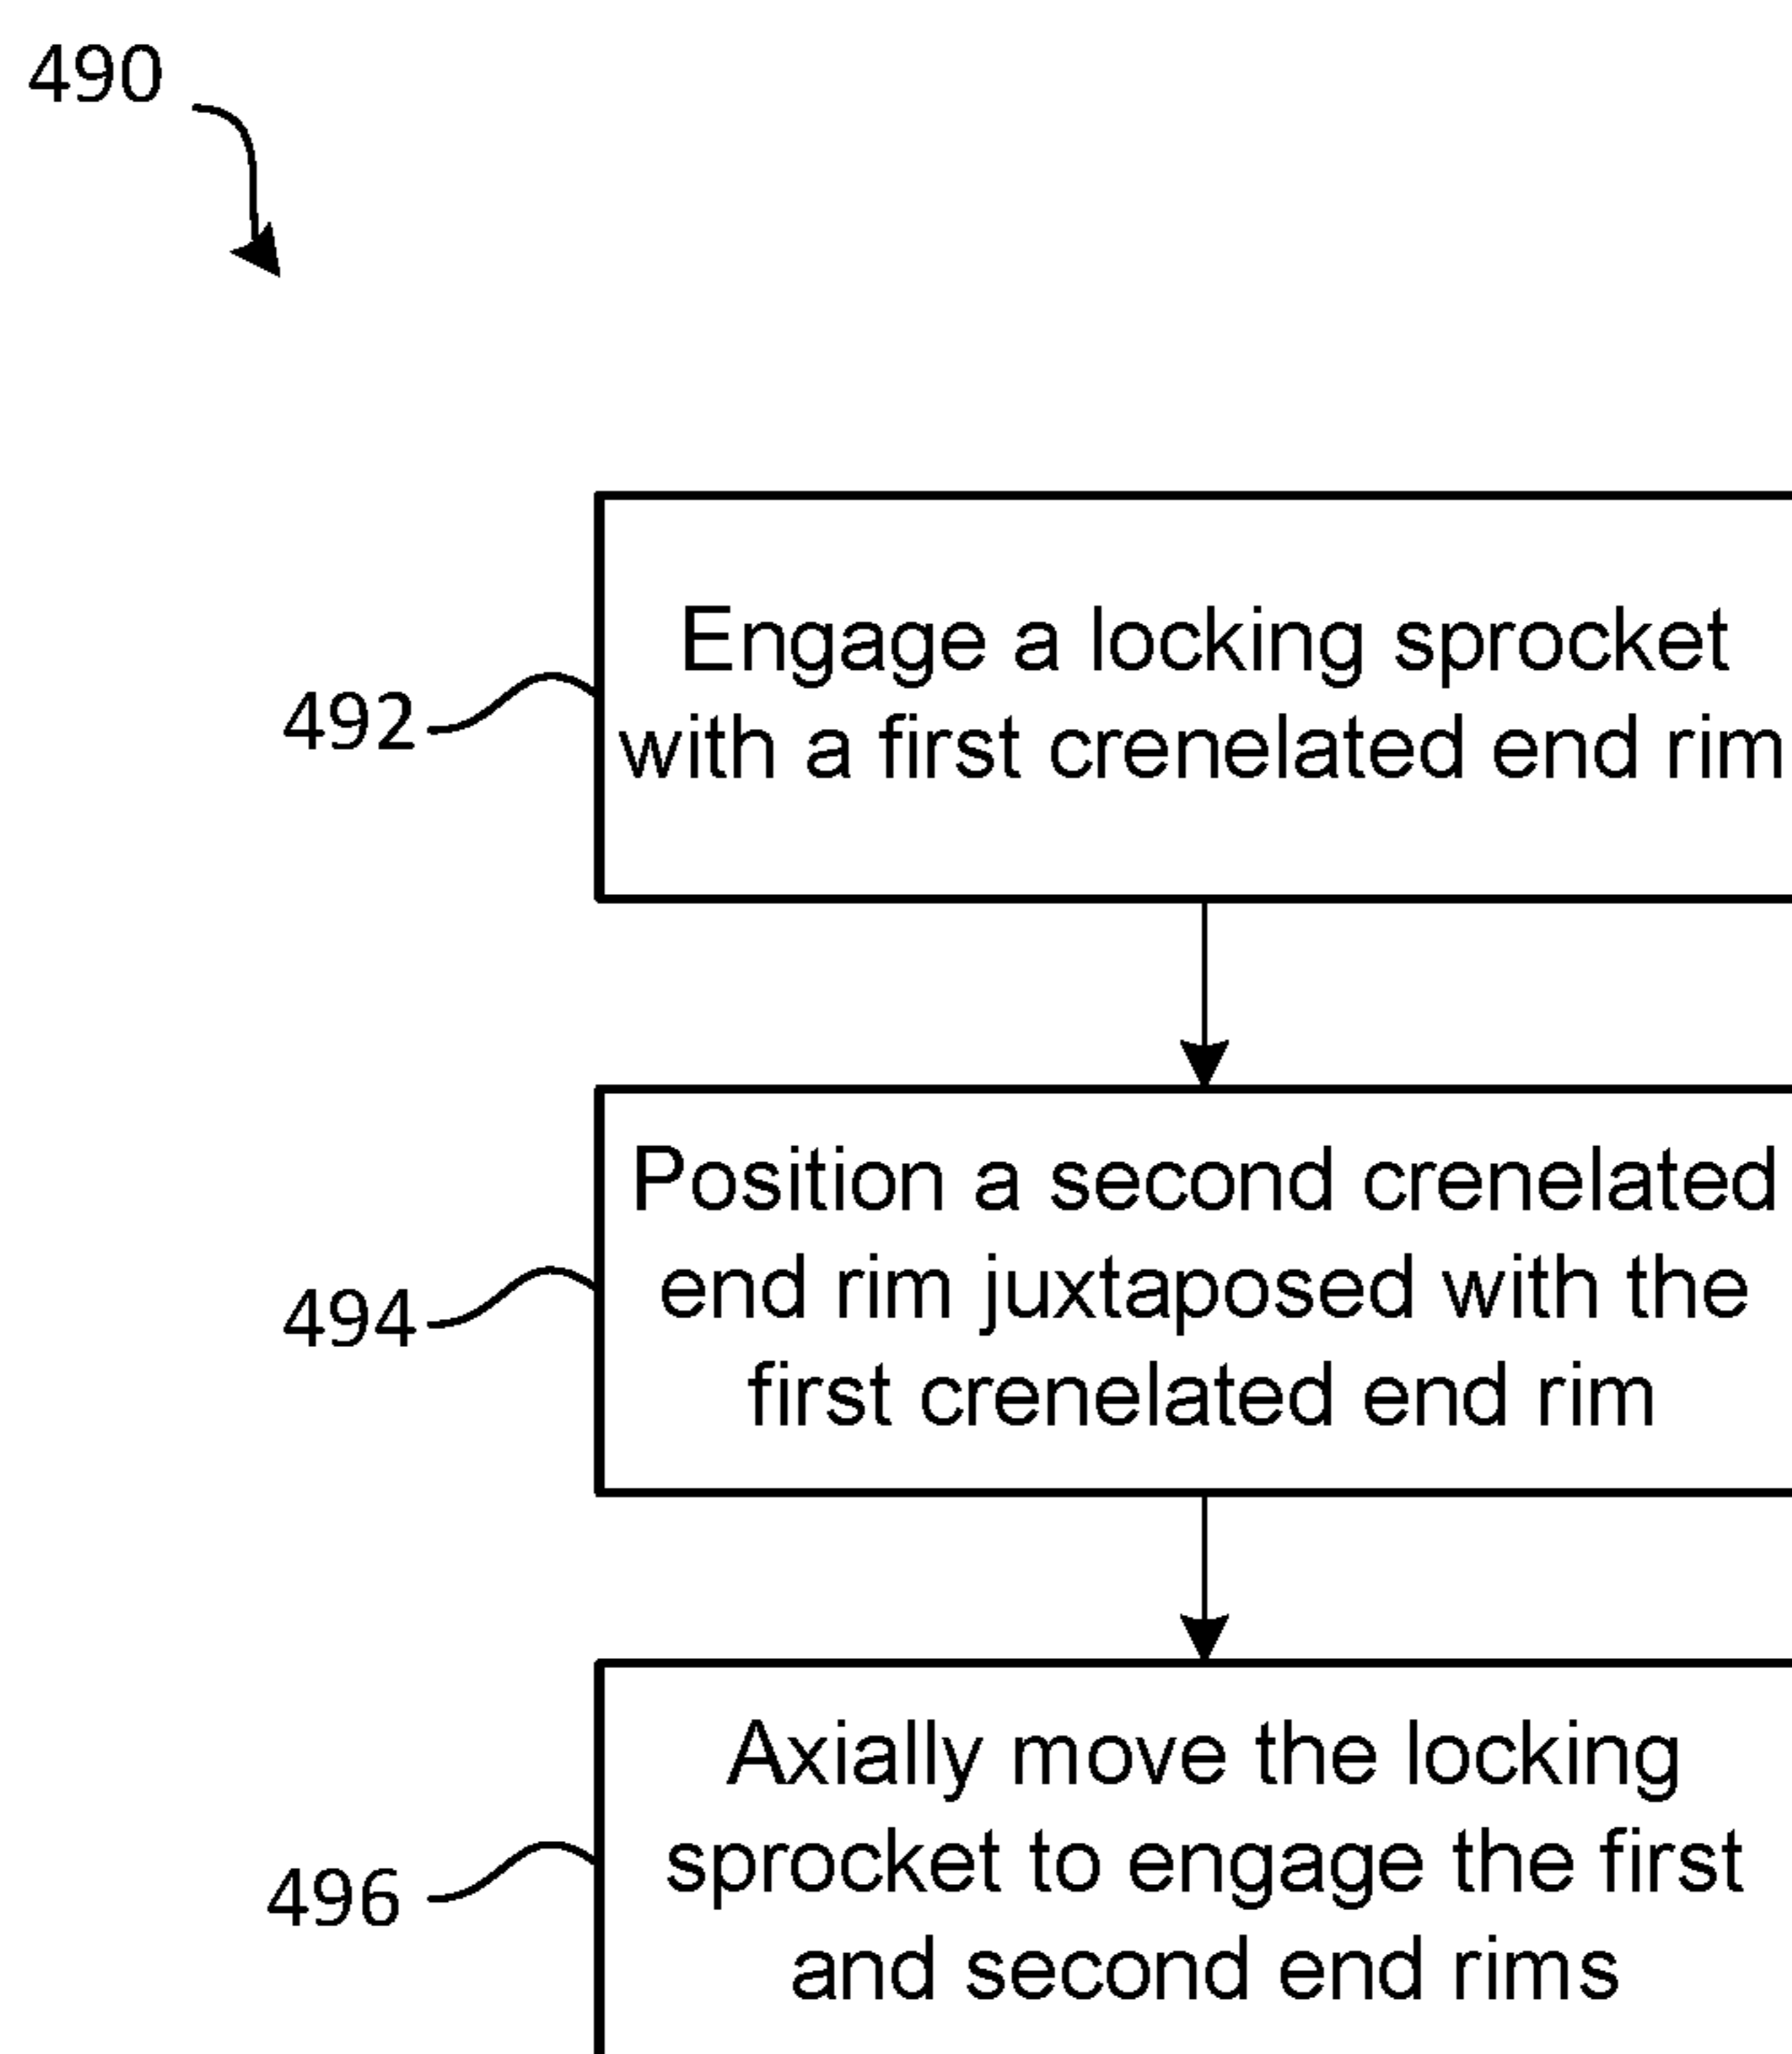 490
Engage a locking sprocket
with a first crenelated end rim
492
Position a second crenelated
end rim juxtaposed with the
first crenelated end rim
494
Axially move the locking
sprocket to engage the first
and second end rims
496